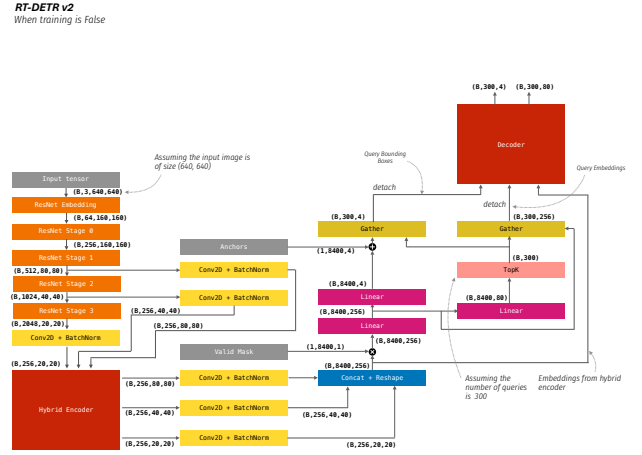 RT-DETR v2
When training is False
(B,300,4)
(B,300,80)
Decoder
Assuming the input image is
of size (640, 640)
Query Bounding
Boxes
Query Embeddings
Input tensor
(B,3,640,640)
ResNet Embedding
(B,64,160,160)
ResNet Stage 0
(B,256,160,160)
ResNet Stage 1
(B,512,80,80)
ResNet Stage 2
(B,1024,40,40)
ResNet Stage 3
(B,2048,20,20)
Conv2D + BatchNorm
(B,256,20,20)
Hybrid Encoder
Anchors
Conv2D + BatchNorm
Conv2D + BatchNorm
(B,256,40,40)
(B,256,80,80)
Valid Mask
Conv2D + BatchNorm
(B,256,80,80)
Conv2D + BatchNorm
(B,256,40,40)
Conv2D + BatchNorm
(B,256,20,20)
detach
(B,300,4)
Gather
(1,8400,4)
(B,8400,4)
Linear
(B,8400,256)
Linear
(B,8400,256)
(1,8400,1)
(B,8400,256)
Concat + Reshape
(B,256,40,40)
(B,256,20,20)
detach
(B,300,256)
Gather
(B,300)
TopK
(B,8400,80)
Linear
Assuming the
number of queries
is 300
Embeddings from hybrid
encoder